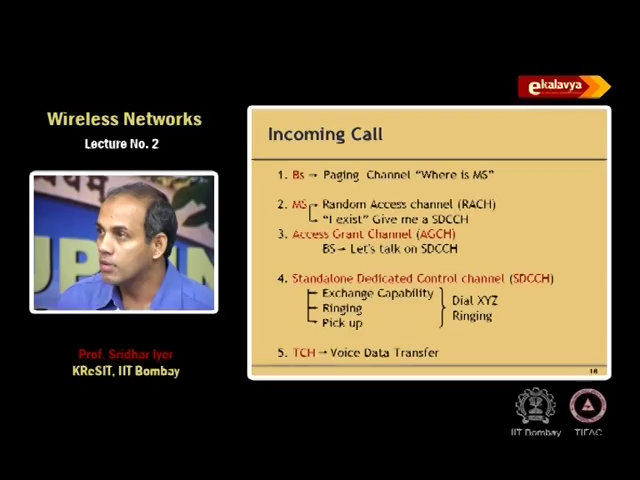 ekalavya
Wireless Networks
Lecture No. 2
Incoming Call
1. Bs → Paging Channel "Where is MS"
2. MS Random Access channel (RACH)
"I exist" Give me a SDCCH
3. Access Grant Channel (AGCH)
BS → Let's talk on SDCCH
4. Standalone Dedicated Control channel (SDCCH)
Exchange Capability
Ringing
Pick up
Dial XYZ
Ringing
5. TCH → Voice Data Transfer
18
Prof. Sridhar Iyer
KReSIT, IIT Bombay
IIT Bombay
TIFAC